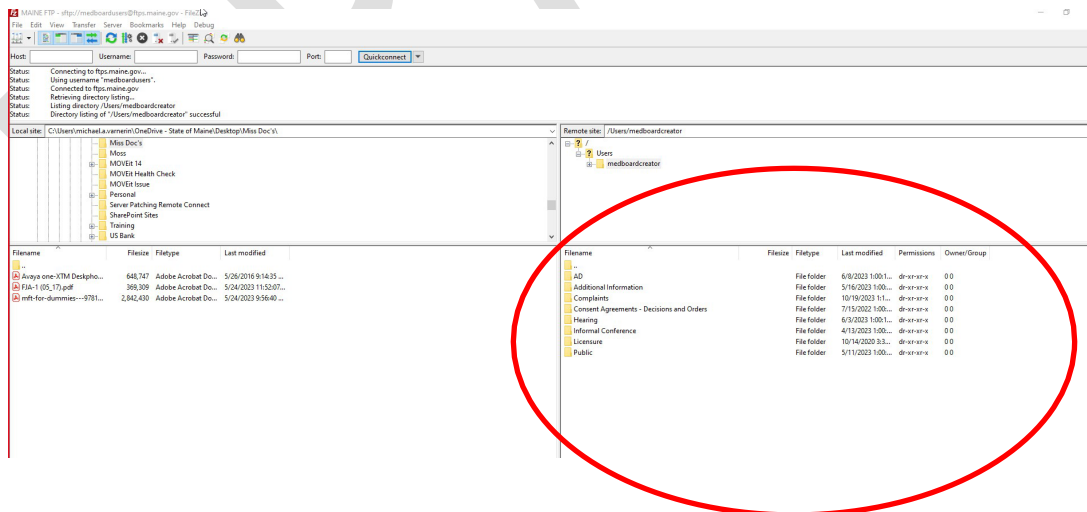 MAINE FTP - sftp://medboardusers@ftps.maine.gov - FileZ
File Edit View Transfer Server Bookmarks Help Debug
Host: Username: Password: Port: Quickconnect
Status: Connecting to ftps.maine.gov...
Status: Using username "medboardusers".
Status: Connected to ftps.maine.gov
Status: Retrieving directory listing...
Status: Listing directory /Users/medboardcreator
Status: Directory listing of "/Users/medboardcreator" successful
Local site: C:\Users\michael.a.varnerin\OneDrive - State of Maine\Desktop\Miss Doc's\
Miss Doc's
Moss
MOVEit 14
MOVEit Health Check
MOVEit Issue
Personal
Server Patching Remote Connect
SharePoint Sites
Training
US Bank
Remote site: /Users/medboardcreator
/
Users
medboardcreator
Filename Filesize Filetype Last modified
..
Avaya one-XTM Deskpho... 648,747 Adobe Acrobat Do... 5/26/2016 9:14:35 ...
FJA-1 (05_17).pdf 369,309 Adobe Acrobat Do... 5/24/2023 11:52:07...
mft-for-dummies---9781... 2,842,430 Adobe Acrobat Do... 5/24/2023 9:56:40 ...
Filename Filesize Filetype Last modified Permissions Owner/Group
..
AD File folder 6/8/2023 1:00:1... dr-xr-xr-x 0 0
Additional Information File folder 5/16/2023 1:00:... dr-xr-xr-x 0 0
Complaints File folder 10/19/2023 1:1... dr-xr-xr-x 0 0
Consent Agreements - Decisions and Orders File folder 7/15/2022 1:00:... dr-xr-xr-x 0 0
Hearing File folder 6/3/2023 1:00:1... dr-xr-xr-x 0 0
Informal Conference File folder 4/13/2023 1:00:... dr-xr-xr-x 0 0
Licensure File folder 10/14/2020 3:3... dr-xr-xr-x 0 0
Public File folder 5/11/2023 1:00:... dr-xr-xr-x 0 0